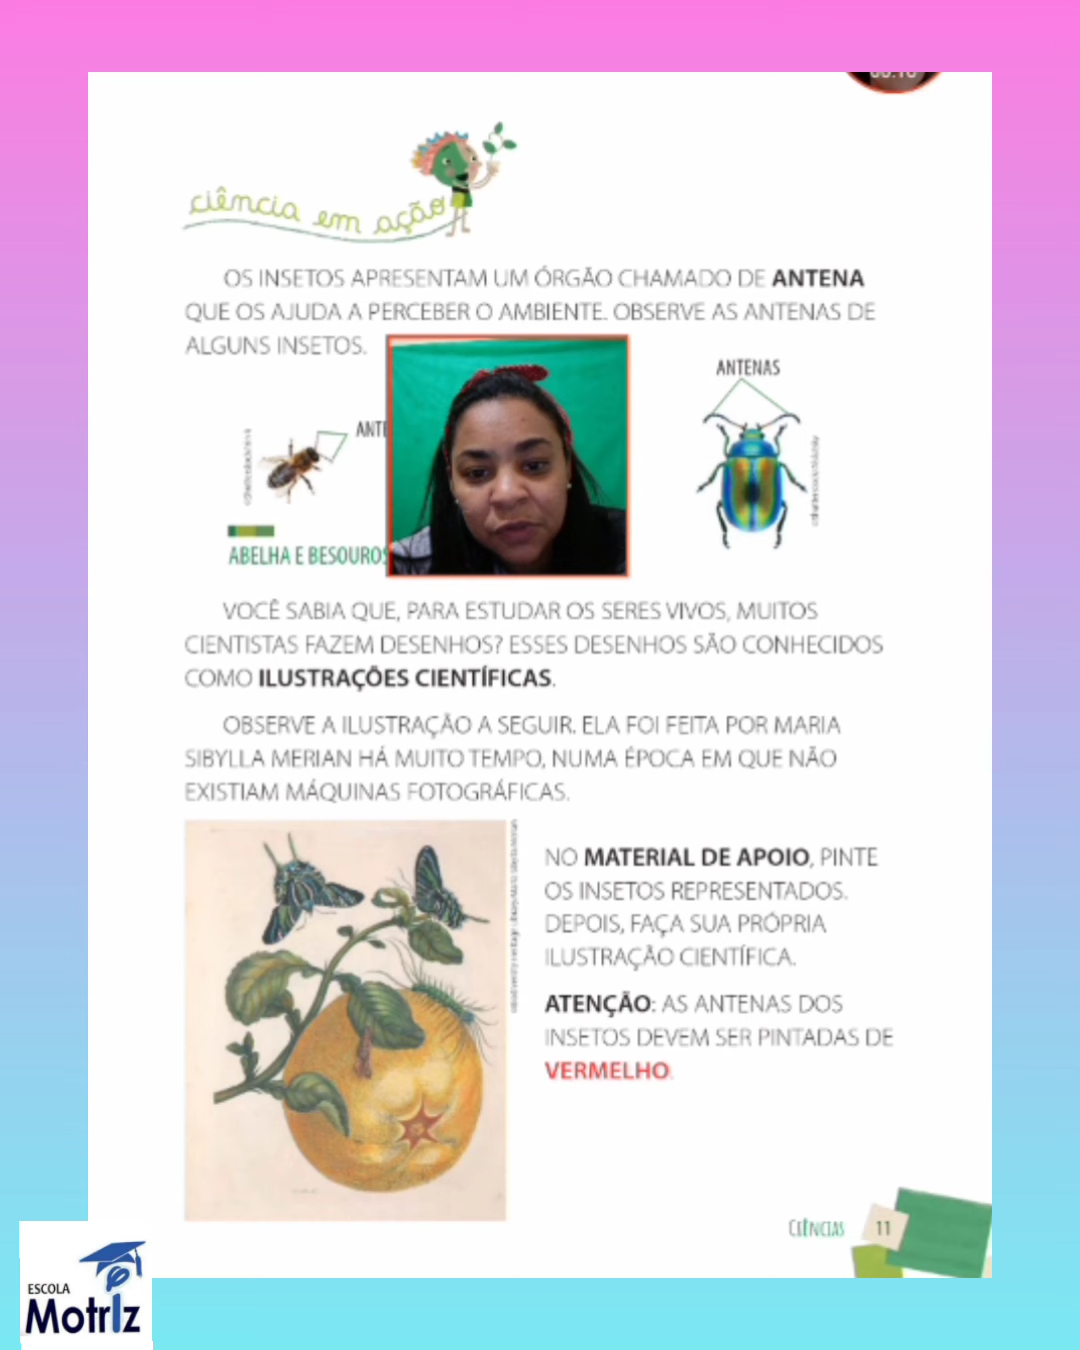 ciência em ação
OS INSETOS APRESENTAM UM ÓRGÃO CHAMADO DE ANTENA
QUE OS AJUDA A PERCEBER O AMBIENTE. OBSERVE AS ANTENAS DE
ALGUNS INSETOS.
ANTENAS
ANTE
ABELHA E BESOUROS
VOCÊ SABIA QUE, PARA ESTUDAR OS SERES VIVOS, MUITOS
CIENTISTAS FAZEM DESENHOS? ESSES DESENHOS SÃO CONHECIDOS
COMO ILUSTRAÇÕES CIENTÍFICAS.
OBSERVE A ILUSTRAÇÃO A SEGUIR. ELA FOI FEITA POR MARIA
SIBYLLA MERIAN HÁ MUITO TEMPO, NUMA ÉPOCA EM QUE NÃO
EXISTIAM MÁQUINAS FOTOGRÁFICAS.
NO MATERIAL DE APOIO, PINTE
OS INSETOS REPRESENTADOS.
DEPOIS, FAÇA SUA PRÓPRIA
ILUSTRAÇÃO CIENTÍFICA.
ATENÇÃO: AS ANTENAS DOS
INSETOS DEVEM SER PINTADAS DE
VERMELHO.
CIÊNCIAS 11
ESCOLA
MotrIz